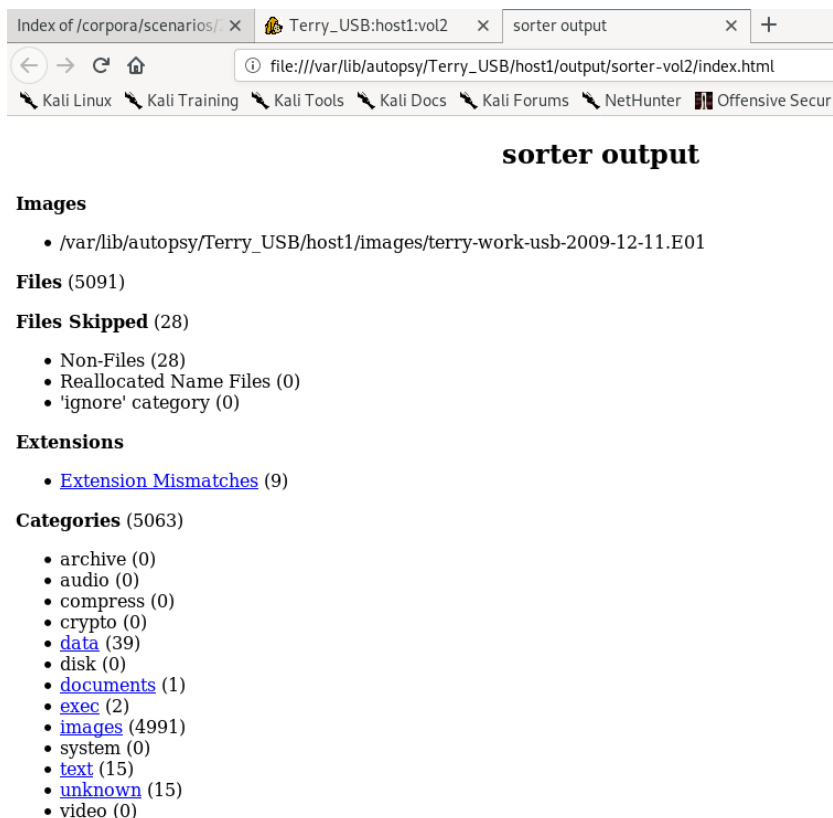 Index of /corpora/scenarios/2 ×
Terry_USB:host1:vol2 ×
sorter output ×
file:///var/lib/autopsy/Terry_USB/host1/output/sorter-vol2/index.html
Kali Linux Kali Training Kali Tools Kali Docs Kali Forums NetHunter Offensive Secur
sorter output
Images
• /var/lib/autopsy/Terry_USB/host1/images/terry-work-usb-2009-12-11.E01
Files (5091)
Files Skipped (28)
• Non-Files (28)
• Reallocated Name Files (0)
• 'ignore' category (0)
Extensions
• Extension Mismatches (9)
Categories (5063)
• archive (0)
• audio (0)
• compress (0)
• crypto (0)
• data (39)
• disk (0)
• documents (1)
• exec (2)
• images (4991)
• system (0)
• text (15)
• unknown (15)
• video (0)